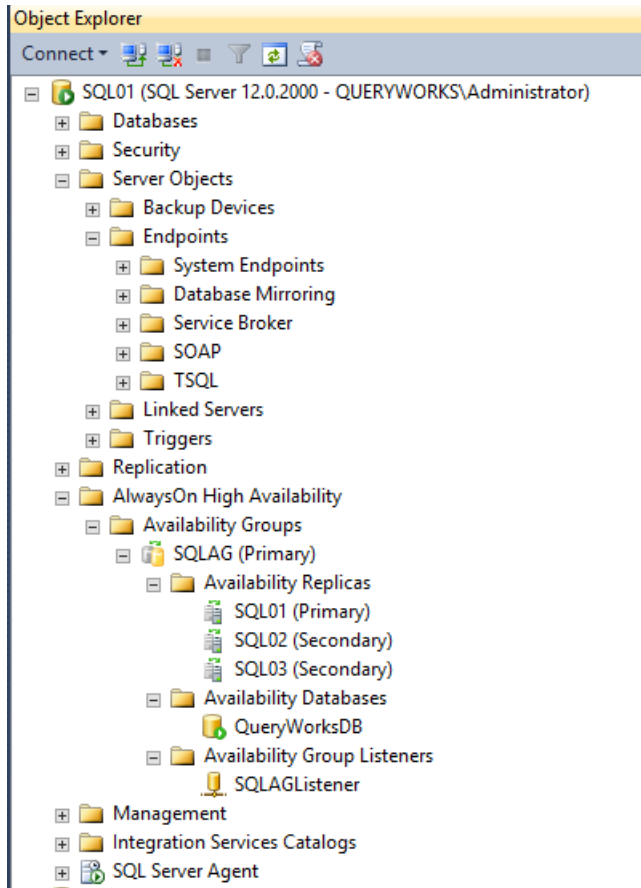 Object Explorer
Connect
SQL01 (SQL Server 12.0.2000 - QUERYWORKS\Administrator)
Databases
Security
Server Objects
Backup Devices
Endpoints
System Endpoints
Database Mirroring
Service Broker
SOAP
TSQL
Linked Servers
Triggers
Replication
AlwaysOn High Availability
Availability Groups
SQLAG (Primary)
Availability Replicas
SQL01 (Primary)
SQL02 (Secondary)
SQL03 (Secondary)
Availability Databases
QueryWorksDB
Availability Group Listeners
SQLAGListener
Management
Integration Services Catalogs
SQL Server Agent